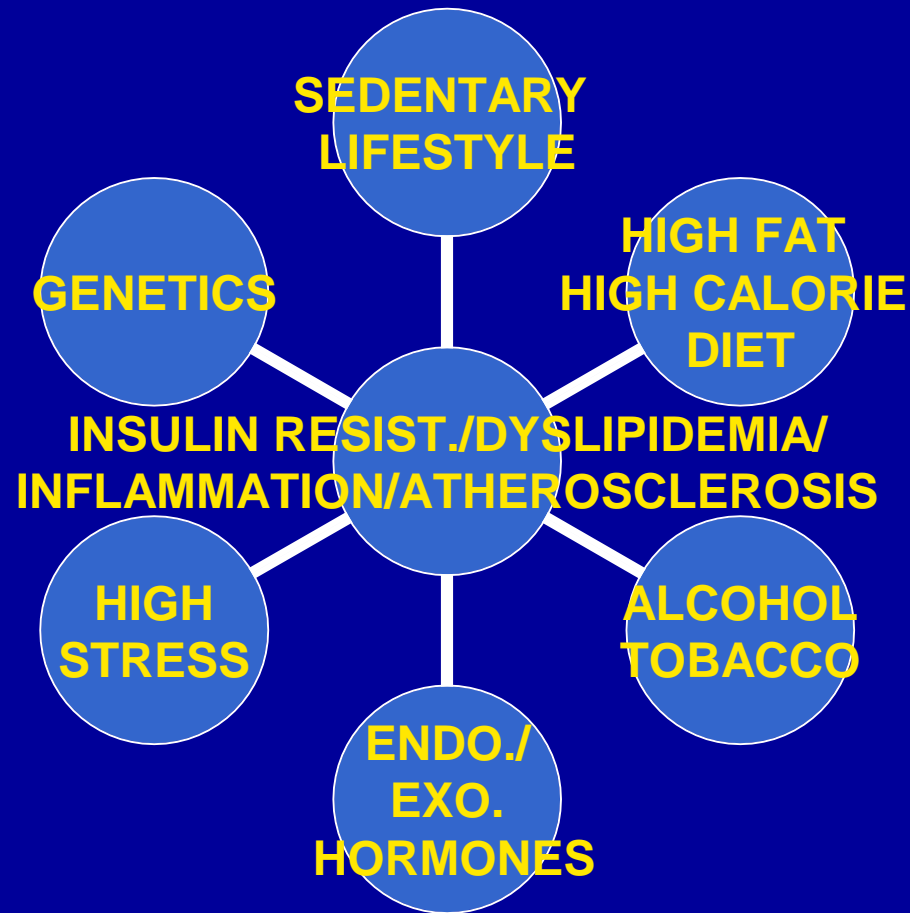 SEDENTARY
LIFESTYLE
GENETICS
HIGH FAT
HIGH CALORIE
DIET
INSULIN RESIST./DYSLIPIDEMIA/
INFLAMMATION/ATHEROSCLEROSIS
HIGH
STRESS
ALCOHOL
TOBACCO
ENDO./
EXO.
HORMONES